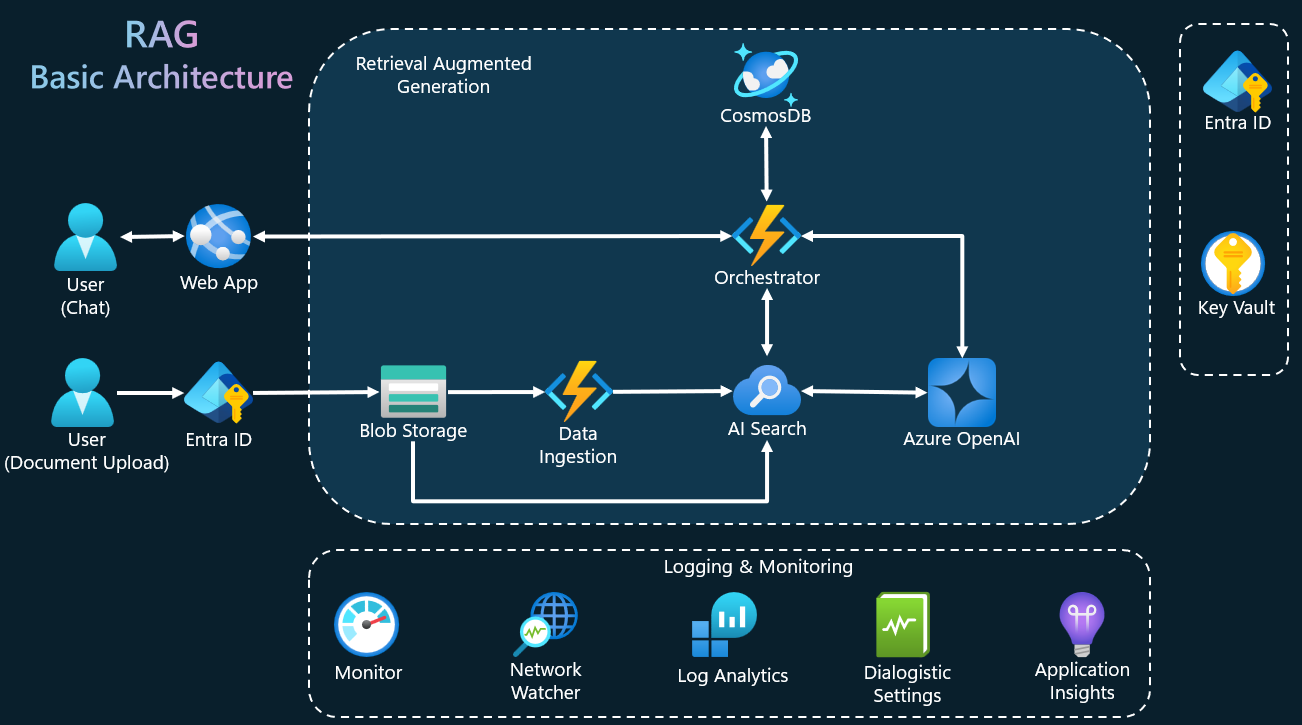 RAG
Basic Architecture
Retrieval Augmented
Generation
CosmosDB
Entra ID
User
(Chat)
Web App
Orchestrator
Key Vault
User
(Document Upload)
Entra ID
Blob Storage
Data
Ingestion
AI Search
Azure OpenAI
Logging & Monitoring
Monitor
Network
Watcher
Log Analytics
Dialogistic
Settings
Application
Insights